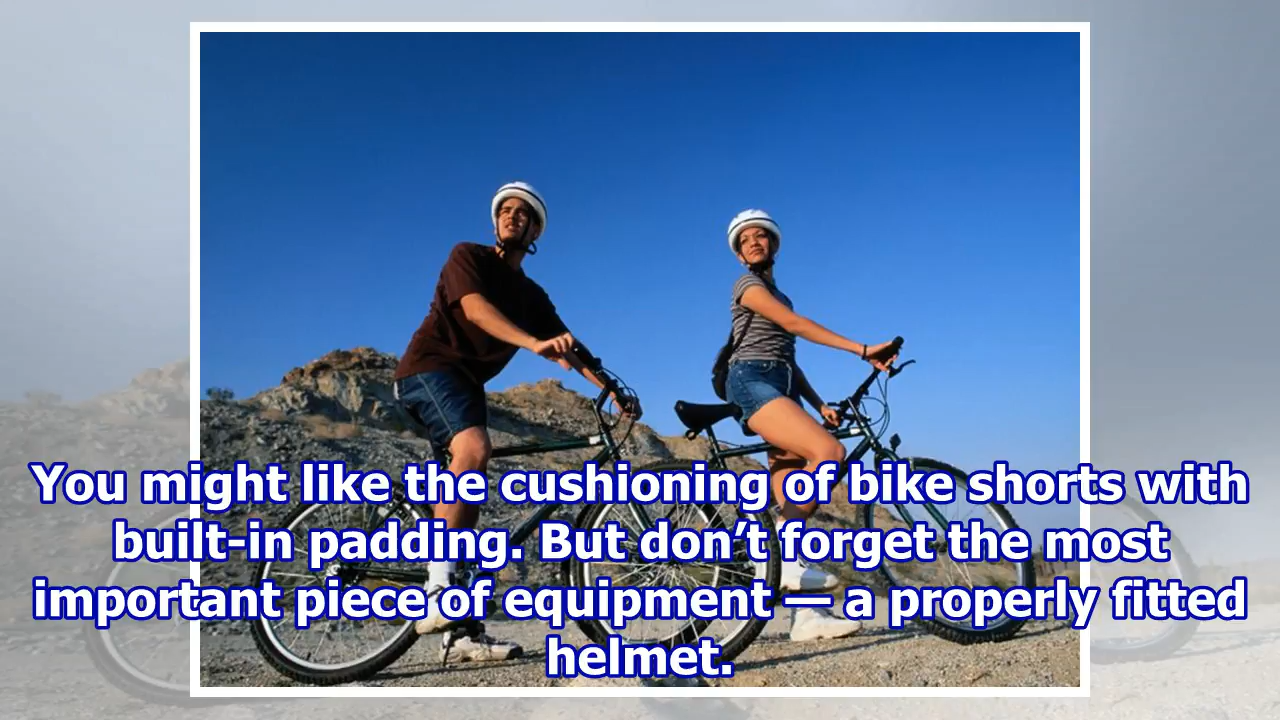 You might like the cushioning of bike shorts with
built-in padding. But don’t forget the most
important piece of equipment — a properly fitted
helmet.